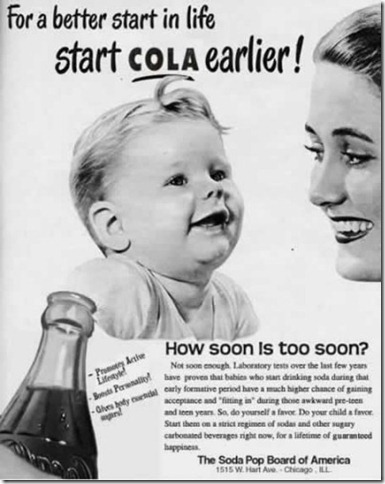 For a better start in life
start COLA earlier!
- Promotes Active
Lifestyle!
- Boosts Personality!
- Gives body essential
sugars!
How soon is too soon?
Not soon enough. Laboratory tests over the last few years
have proven that babies who start drinking soda during that
early formative period have a much higher chance of gaining
acceptance and "fitting in" during those awkward pre-teen
and teen years. So, do yourself a favor. Do your child a favor.
Start them on a strict regimen of sodas and other sugary
carbonated beverages right now, for a lifetime of guaranteed
happiness.
The Soda Pop Board of America
1515 W. Hart Ave. - Chicago , ILL.